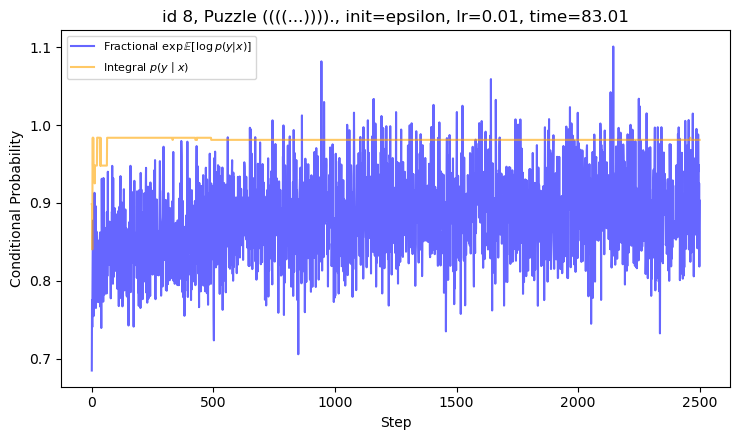 id 8, Puzzle ((((...))))., init=epsilon, lr=0.01, time=83.01
Fractional exp𝔼[log p(y|x)]
Integral p(y | x)
Conditional Probability
1.1
1.0
0.9
0.8
0.7
0
500
1000
1500
2000
2500
Step